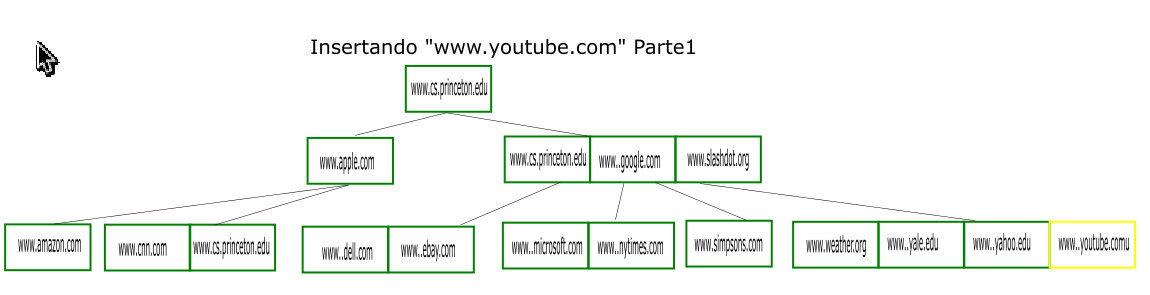 Insertando "www.youtube.com" Parte1
www.cs.princeton.edu
www.apple.com www.cs.princeton.edu www..google.com www.slashdot.org
www.amazon.com www.cnn.com www.cs.princeton.edu www..dell.com www..ebay.com www..microsoft.com www..nytimes.com www.simpsons.com www.weather.org www..yale.edu www..yahoo.edu www..youtube.comu